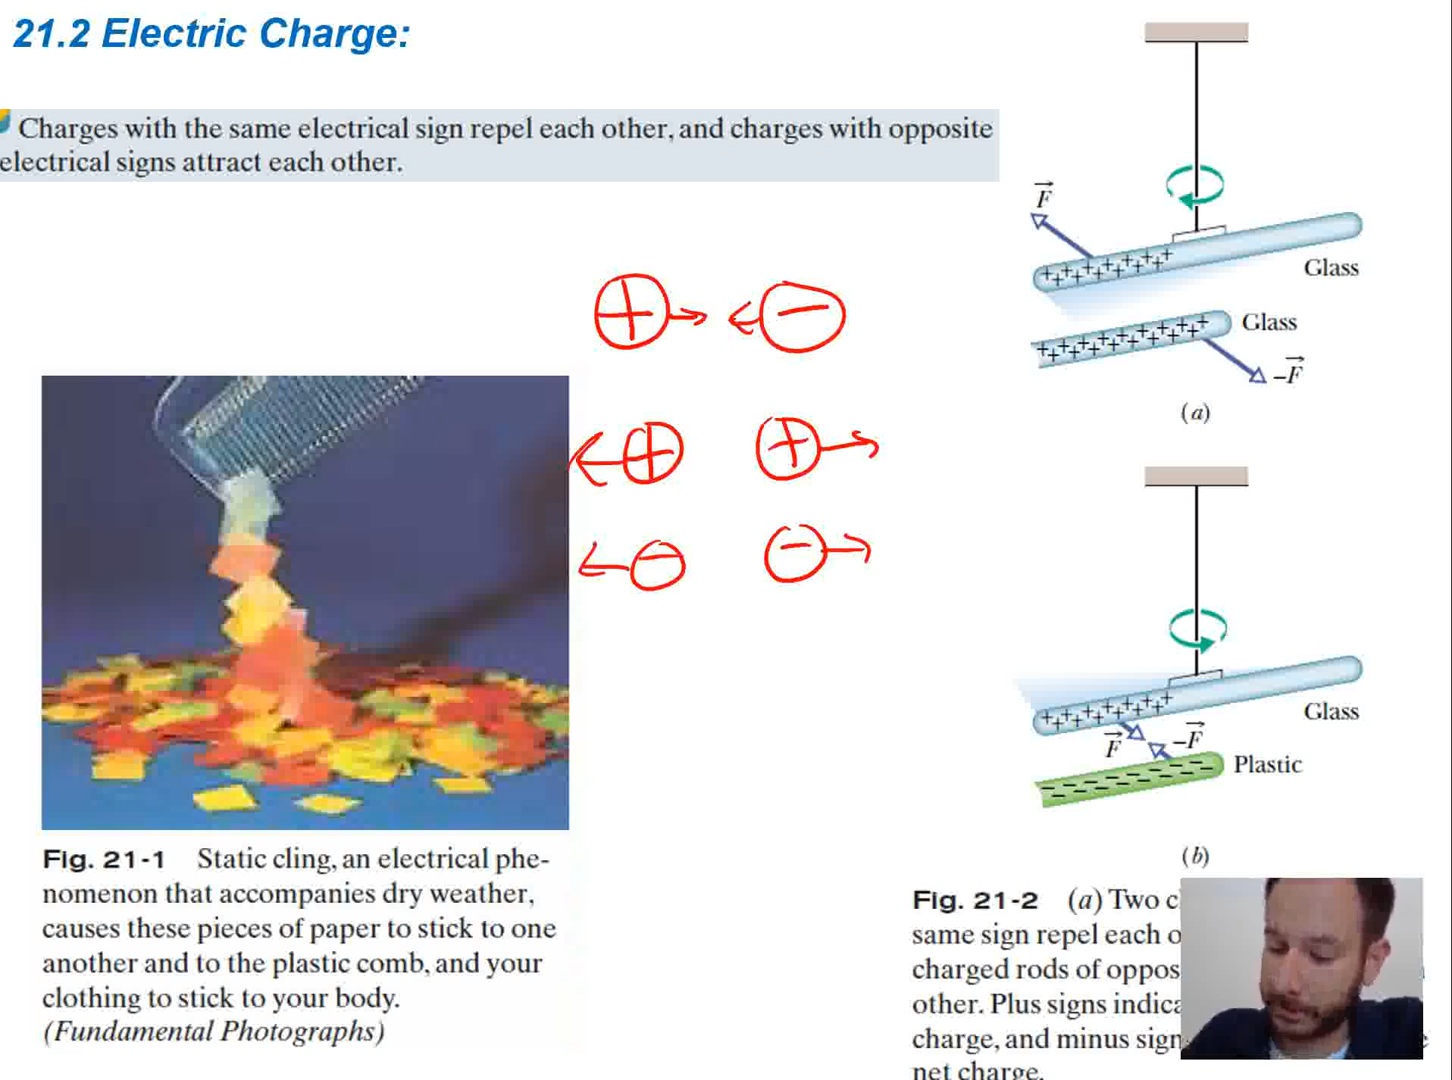 21.2 Electric Charge:
Charges with the same electrical sign repel each other, and charges with opposite
electrical signs attract each other.
+ −
+ +
− −
Fig. 21-1 Static cling, an electrical phe-
nomenon that accompanies dry weather,
causes these pieces of paper to stick to one
another and to the plastic comb, and your
clothing to stick to your body.
(Fundamental Photographs)
F⃗
+++++++++++++
Glass
Glass
+++++++++++++++++
−F⃗
(a)
+++++++++++++
Glass
F⃗
−F⃗
Plastic
(b)
Fig. 21-2 (a) Two c
same sign repel each o
charged rods of oppos
other. Plus signs indica
charge, and minus sign
net charge.